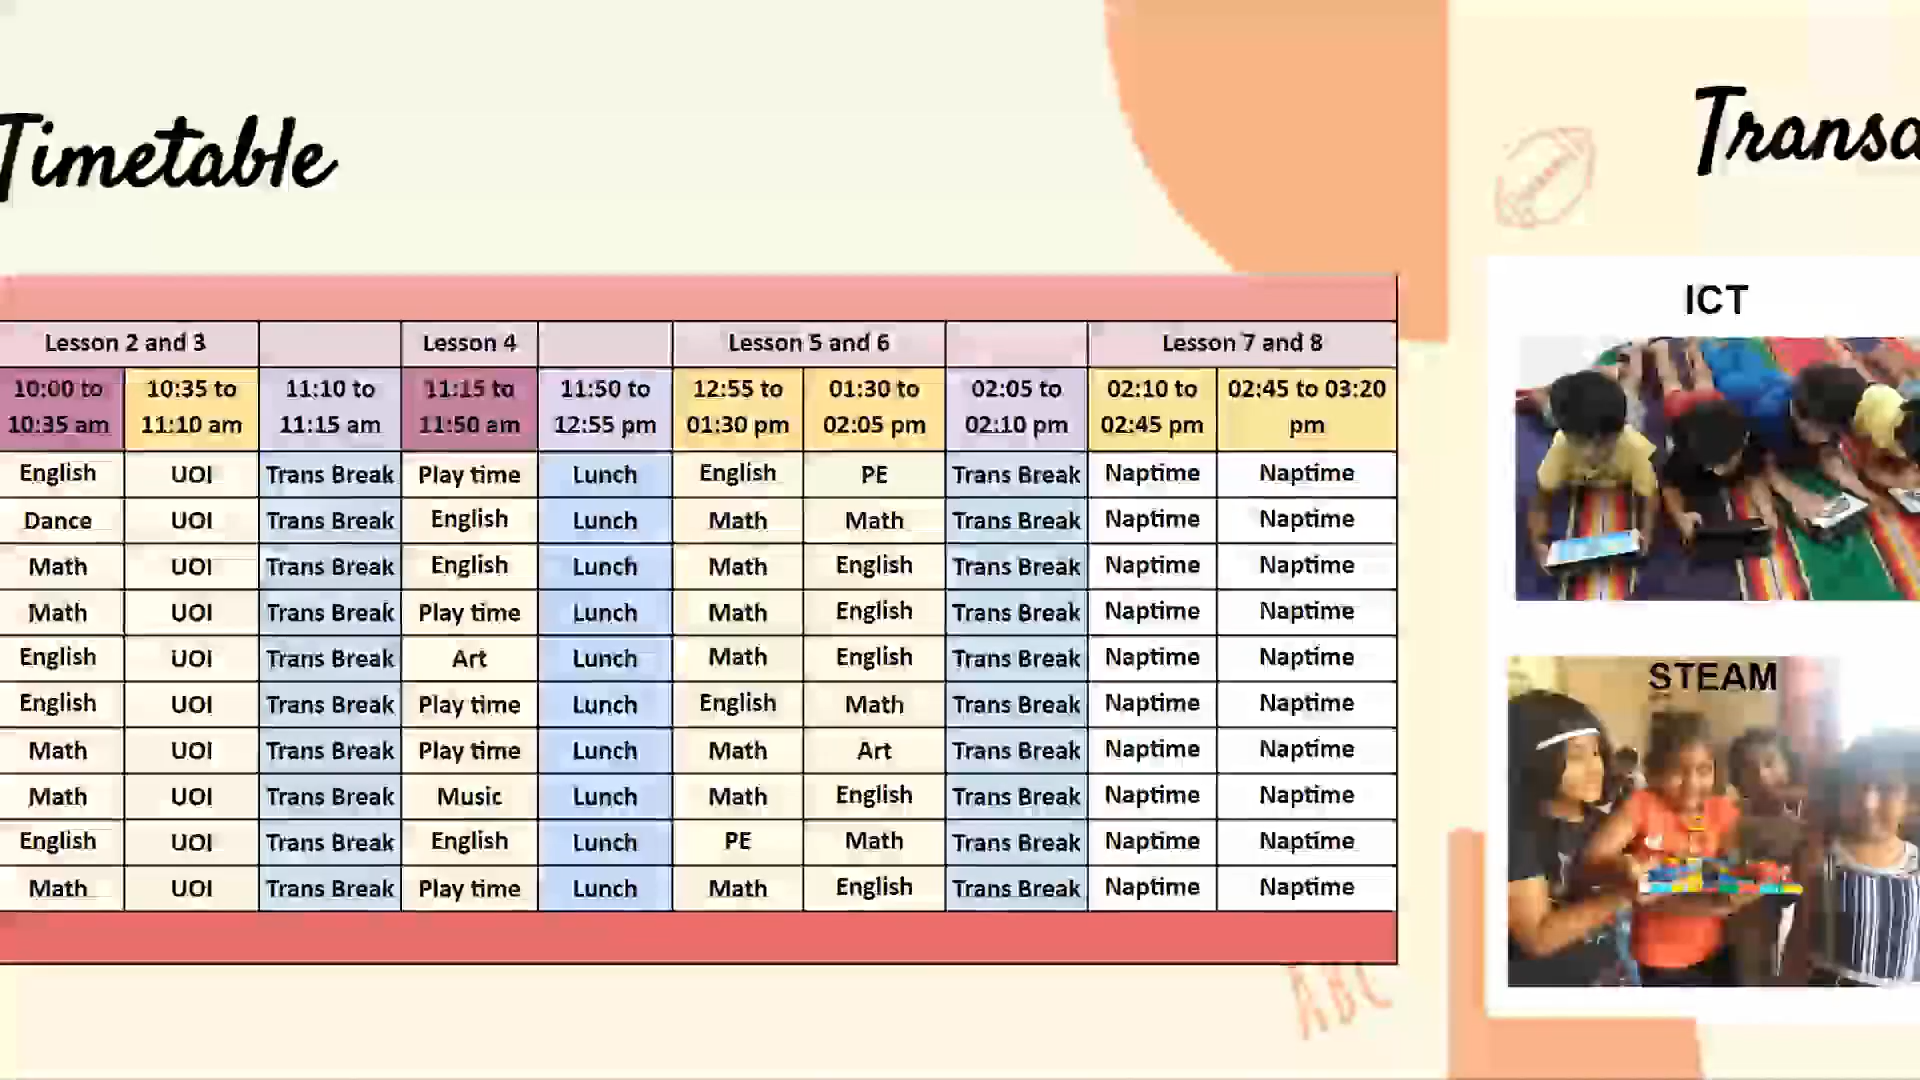 Timetable
Lesson 2 and 3 Lesson 4 Lesson 5 and 6 Lesson 7 and 8
10:00 to 10:35 am 10:35 to 11:10 am 11:10 to 11:15 am 11:15 to 11:50 am 11:50 to 12:55 pm 12:55 to 01:30 pm 01:30 to 02:05 pm 02:05 to 02:10 pm 02:10 to 02:45 pm 02:45 to 03:20 pm
English UOI Trans Break Play time Lunch English PE Trans Break Naptime Naptime
Dance UOI Trans Break English Lunch Math Math Trans Break Naptime Naptime
Math UOI Trans Break English Lunch Math English Trans Break Naptime Naptime
Math UOI Trans Break Play time Lunch Math English Trans Break Naptime Naptime
English UOI Trans Break Art Lunch Math English Trans Break Naptime Naptime
English UOI Trans Break Play time Lunch English Math Trans Break Naptime Naptime
Math UOI Trans Break Play time Lunch Math Art Trans Break Naptime Naptime
Math UOI Trans Break Music Lunch Math English Trans Break Naptime Naptime
English UOI Trans Break English Lunch PE Math Trans Break Naptime Naptime
Math UOI Trans Break Play time Lunch Math English Trans Break Naptime Naptime
ABC
ICT
STEAM